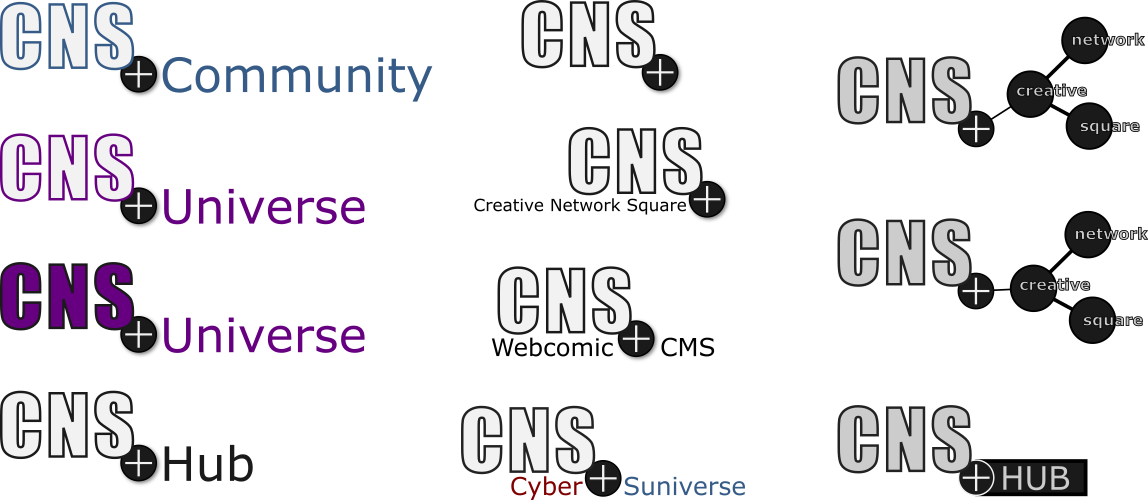 CNS
+Community
CNS
+Universe
CNS
+Universe
CNS
+Hub
CNS
+
CNS
Creative Network Square+
CNS
Webcomic+CMS
CNS
Cyber+Suniverse
network
CNS
creative
+
square
network
CNS
creative
+
square
CNS
+HUB